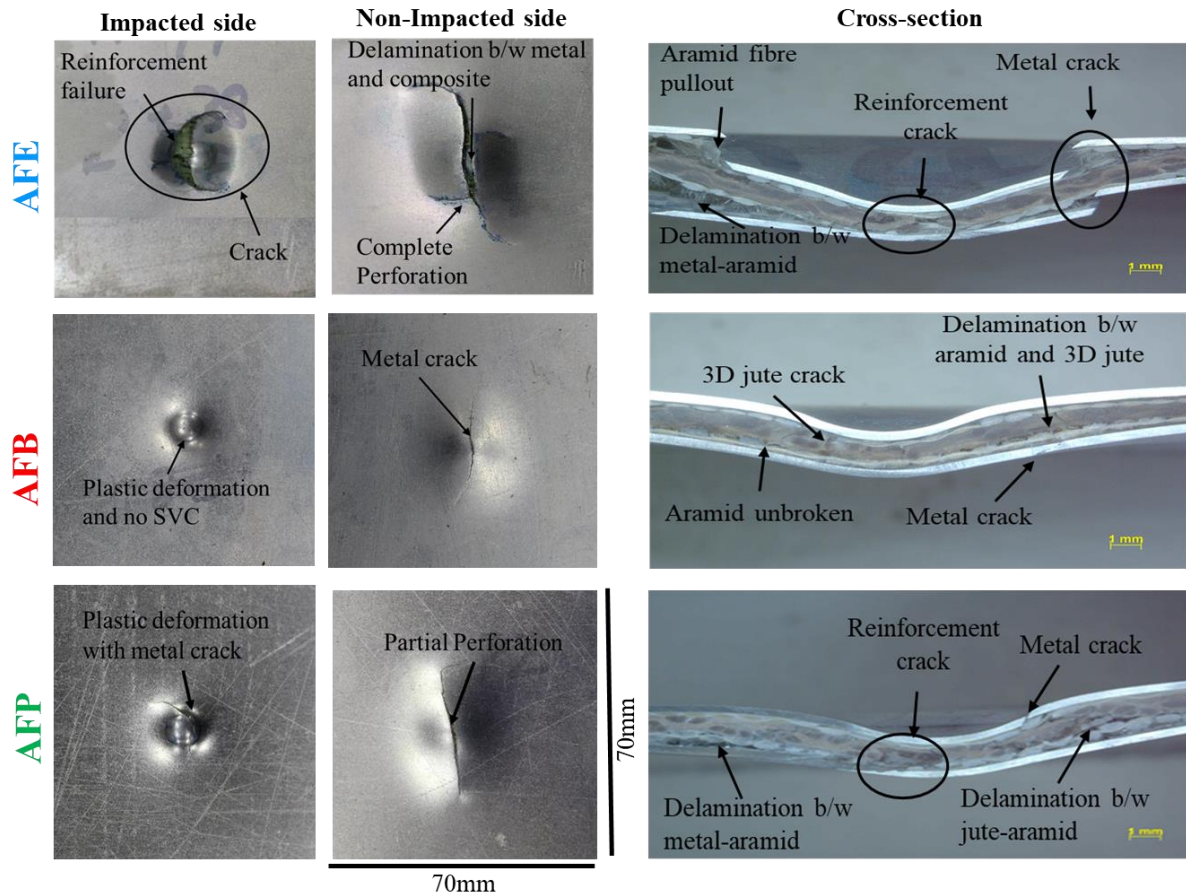 Impacted side
Non-Impacted side
Cross-section
AFE
Reinforcement
failure
Crack
Delamination b/w metal
and composite
Complete
Perforation
Aramid fibre
pullout
Reinforcement
crack
Metal crack
Delamination b/w
metal-aramid
1 mm
AFB
Plastic deformation
and no SVC
Metal crack
3D jute crack
Delamination b/w
aramid and 3D jute
Aramid unbroken
Metal crack
1 mm
AFP
Plastic deformation
with metal crack
Partial Perforation
70mm
70mm
Reinforcement
crack
Metal crack
Delamination b/w
metal-aramid
Delamination b/w
jute-aramid
1 mm